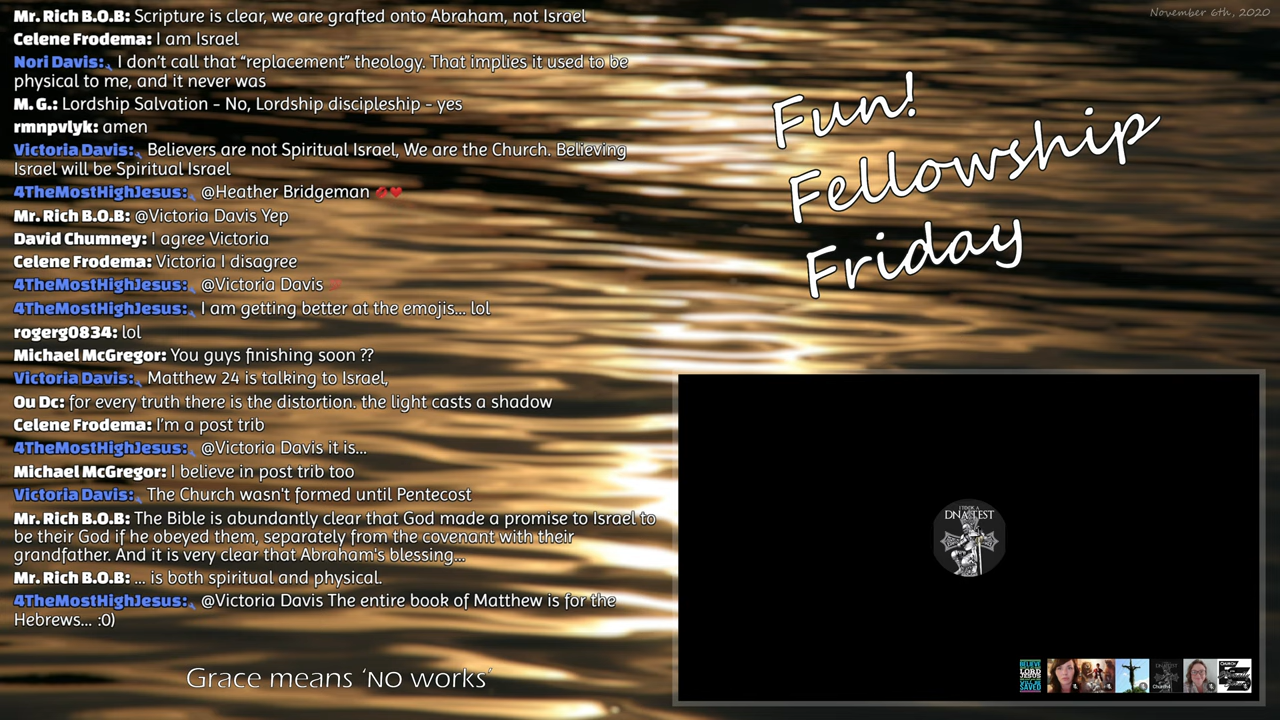 Mr. Rich B.O.B: Scripture is clear, we are grafted onto Abraham, not Israel
Celene Frodema: I am Israel
Nori Davis: I don't call that “replacement” theology. That implies it used to be
physical to me, and it never was
M. G.: Lordship Salvation - No, Lordship discipleship - yes
rmnpvlyk: amen
Victoria Davis: Believers are not Spiritual Israel, We are the Church. Believing
Israel will be Spiritual Israel
4TheMostHighJesus: @Heather Bridgeman
Mr. Rich B.O.B: @Victoria Davis Yep
David Chumney: I agree Victoria
Celene Frodema: Victoria I disagree
4TheMostHighJesus: @Victoria Davis
4TheMostHighJesus: I am getting better at the emojis... lol
rogerg0834: lol
Michael McGregor: You guys finishing soon ??
Victoria Davis: Matthew 24 is talking to Israel,
Ou Dc: for every truth there is the distortion. the light casts a shadow
Celene Frodema: I'm a post trib
4TheMostHighJesus: @Victoria Davis it is...
Michael McGregor: I believe in post trib too
Victoria Davis: The Church wasn't formed until Pentecost
Mr. Rich B.O.B: The Bible is abundantly clear that God made a promise to Israel to
be their God if he obeyed them, separately from the covenant with their
grandfather. And it is very clear that Abraham's blessing...
Mr. Rich B.O.B: ... is both spiritual and physical.
4TheMostHighJesus: @Victoria Davis The entire book of Matthew is for the
Hebrews... :0)
Grace means ‘NO works’
November 6th, 2020
Fun!
Fellowship
Friday
I TOOK A
DNA TEST
BELIEVE
LORD
JESUS
SAVED